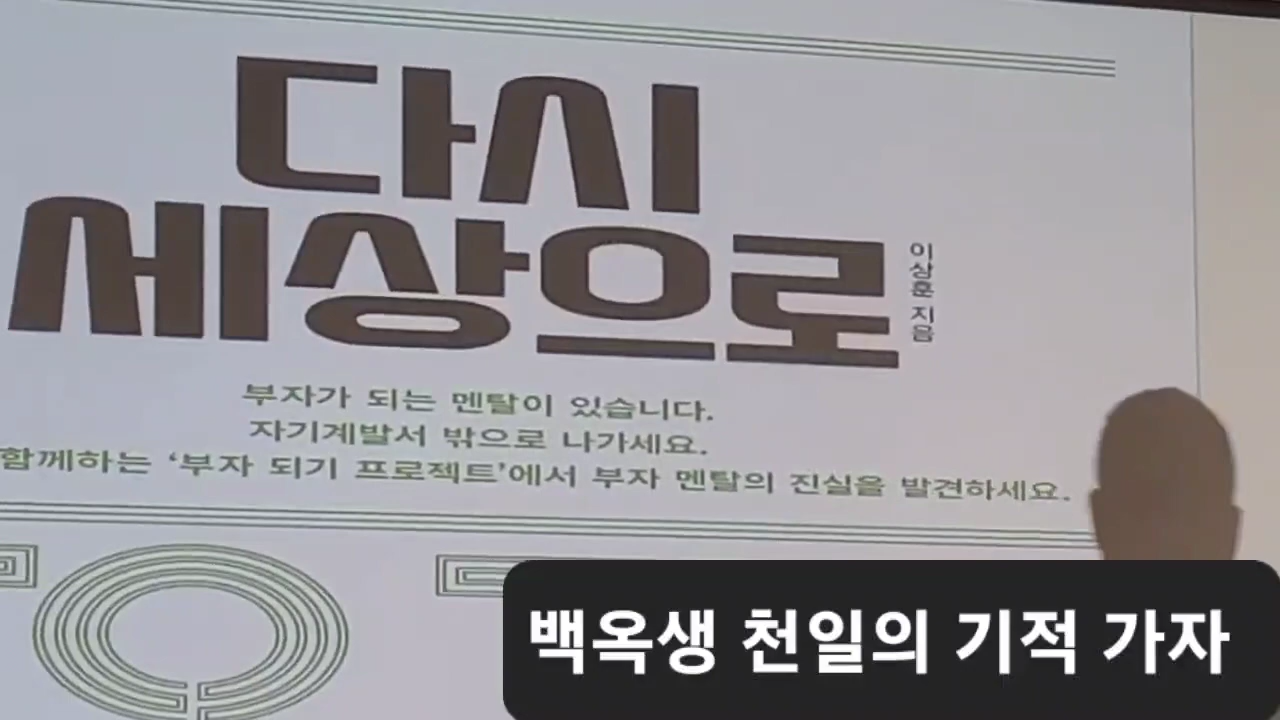 다시
세상으로
이상훈 지음
부자가 되는 멘탈이 있습니다.
자기계발서 밖으로 나가세요.
함께하는 ‘부자 되기 프로젝트’에서 부자 멘탈의 진실을 발견하세요.
백옥생 천일의 기적 가자